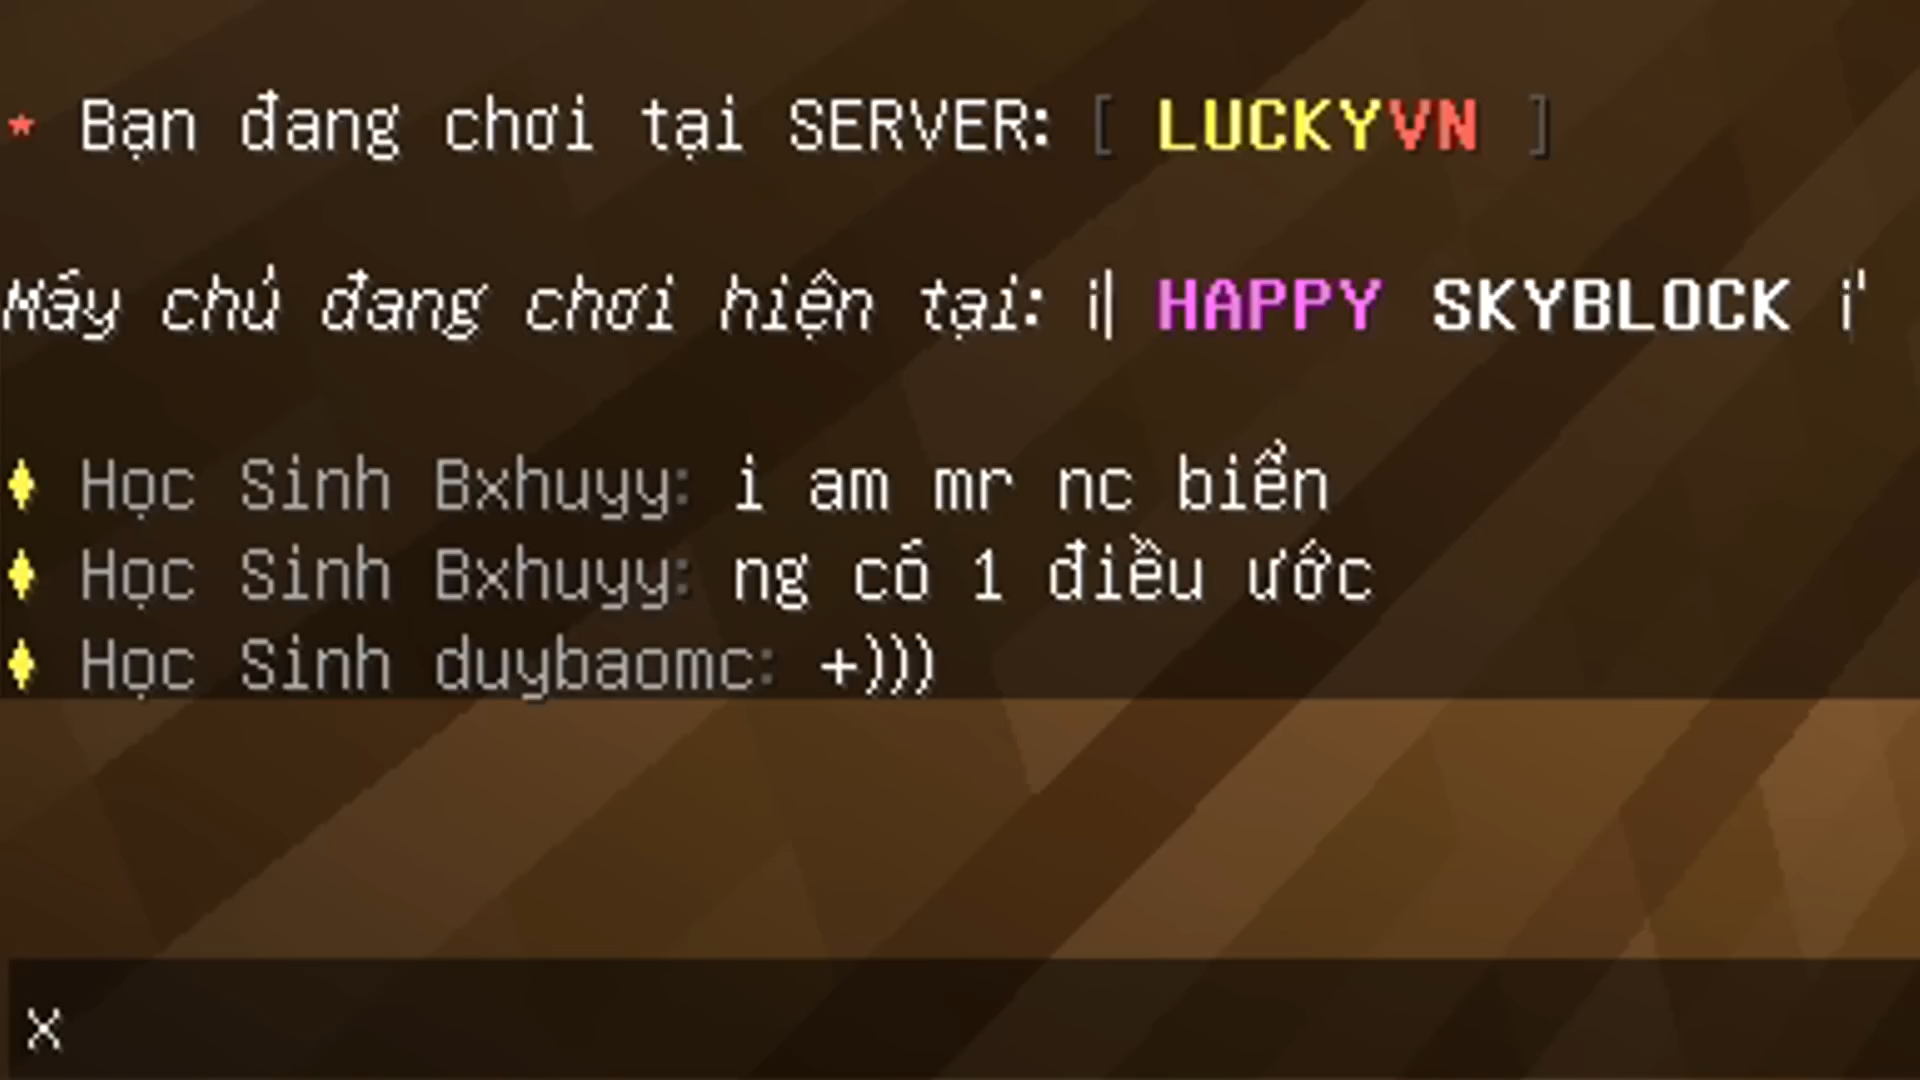 * Bạn đang chơi tại SERVER: [ LUCKYVN ]
Mấy chủ đang chơi hiện tại: ¡| HAPPY SKYBLOCK ¡'
♦ Học Sinh Bxhuyy: i am mr nc biển
♦ Học Sinh Bxhuyy: ng có 1 điều ước
♦ Học Sinh duybaomc: +)))
x